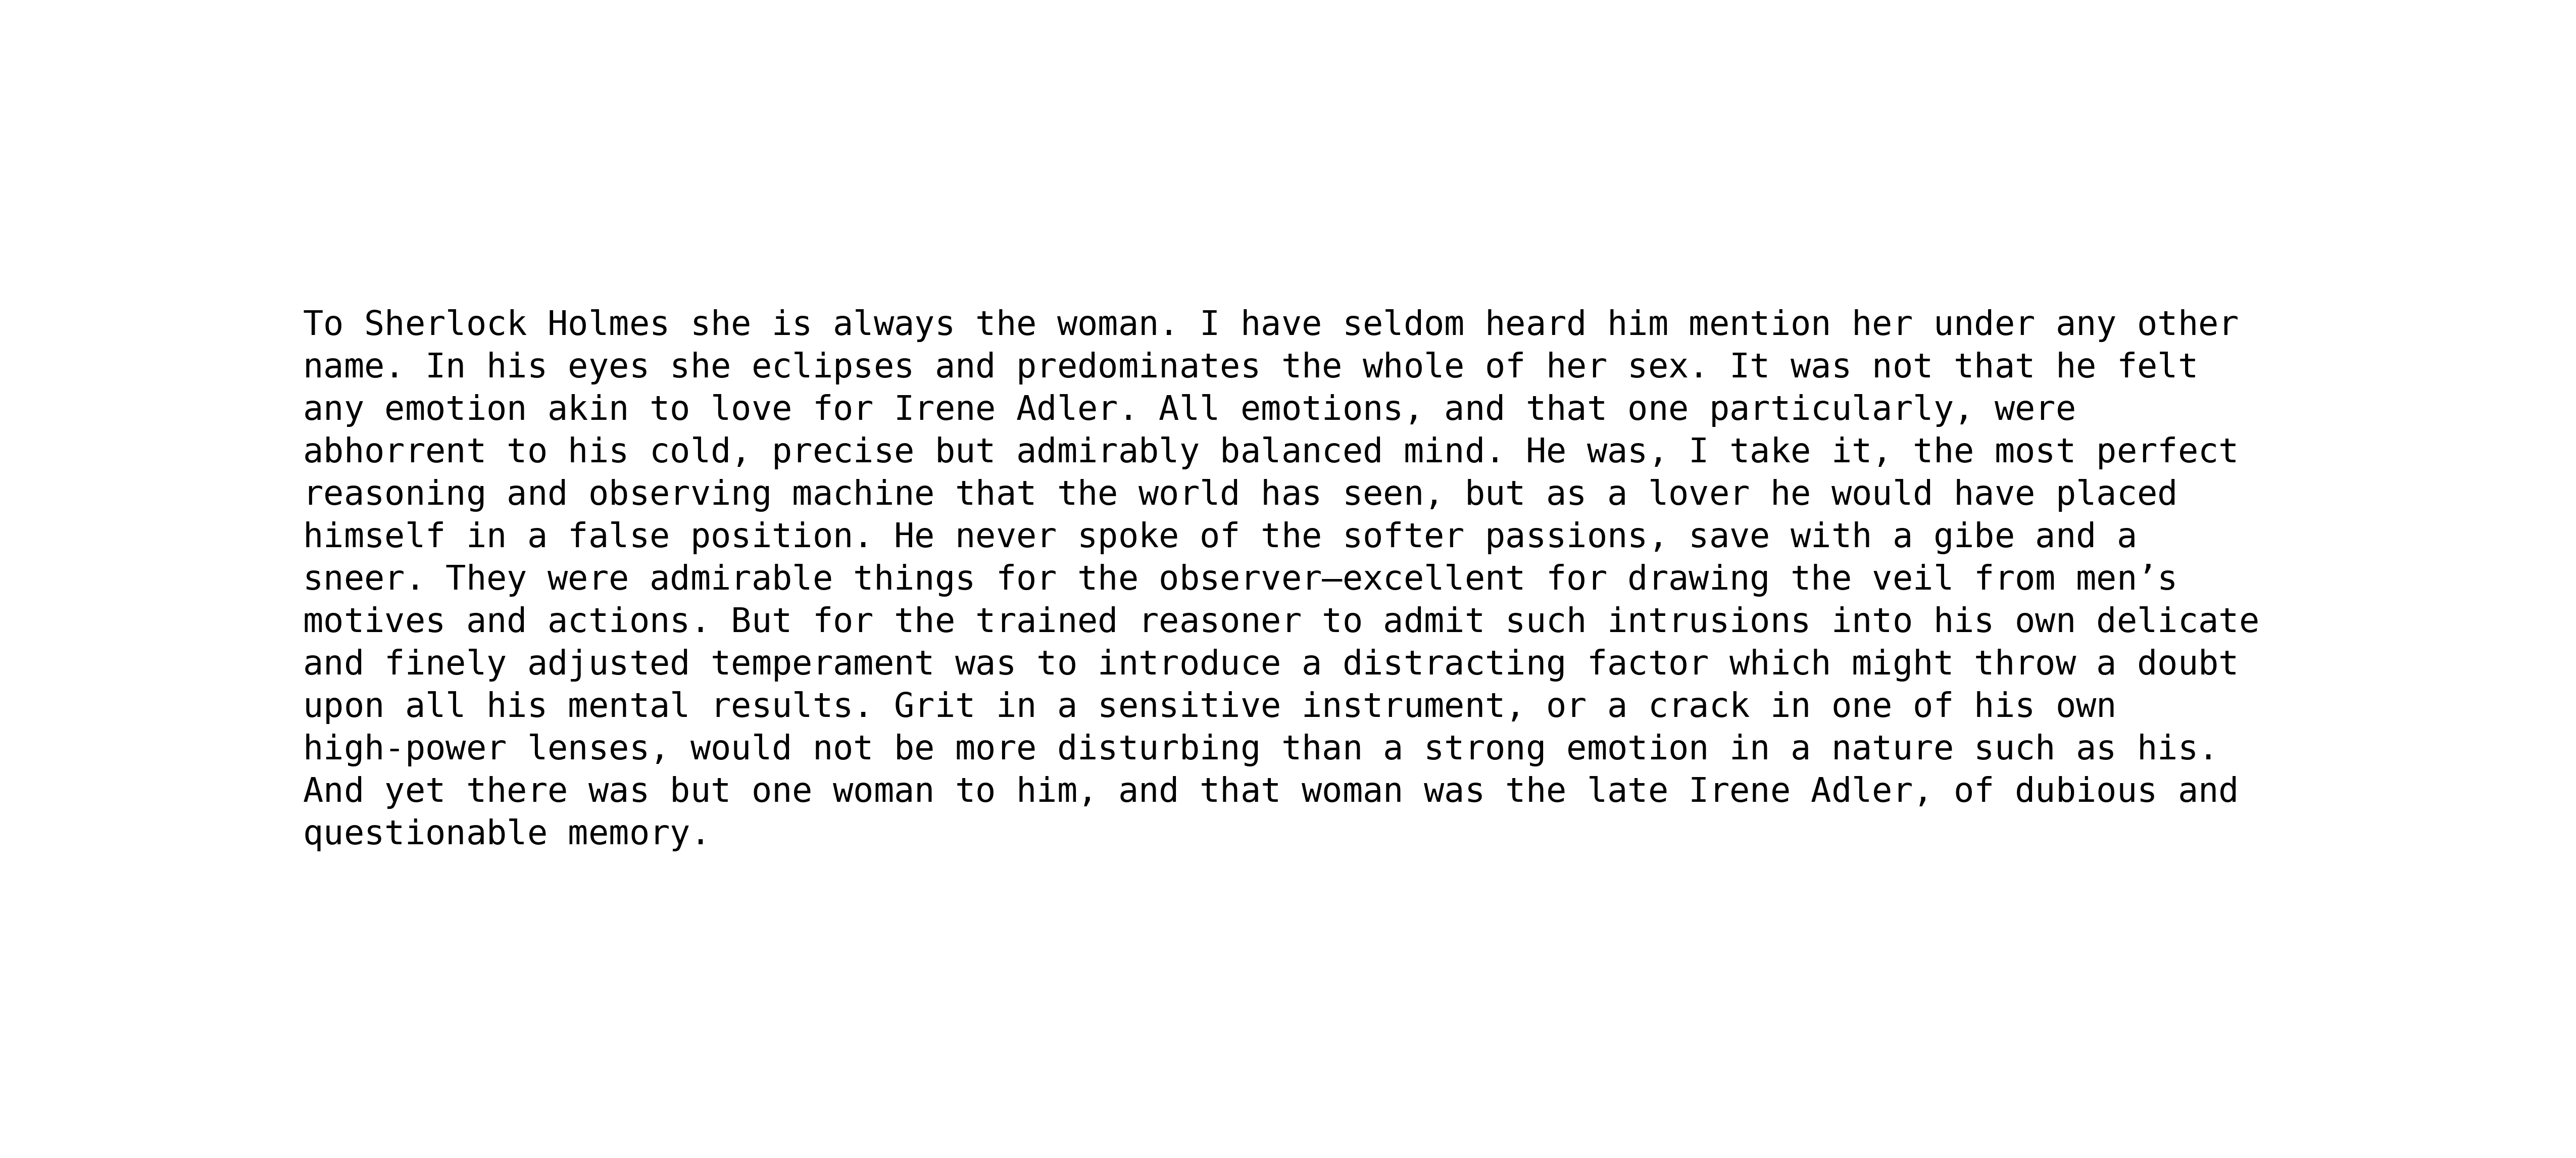 To Sherlock Holmes she is always the woman. I have seldom heard him mention her under any other
name. In his eyes she eclipses and predominates the whole of her sex. It was not that he felt
any emotion akin to love for Irene Adler. All emotions, and that one particularly, were
abhorrent to his cold, precise but admirably balanced mind. He was, I take it, the most perfect
reasoning and observing machine that the world has seen, but as a lover he would have placed
himself in a false position. He never spoke of the softer passions, save with a gibe and a
sneer. They were admirable things for the observer—excellent for drawing the veil from men’s
motives and actions. But for the trained reasoner to admit such intrusions into his own delicate
and finely adjusted temperament was to introduce a distracting factor which might throw a doubt
upon all his mental results. Grit in a sensitive instrument, or a crack in one of his own
high-power lenses, would not be more disturbing than a strong emotion in a nature such as his.
And yet there was but one woman to him, and that woman was the late Irene Adler, of dubious and
questionable memory.